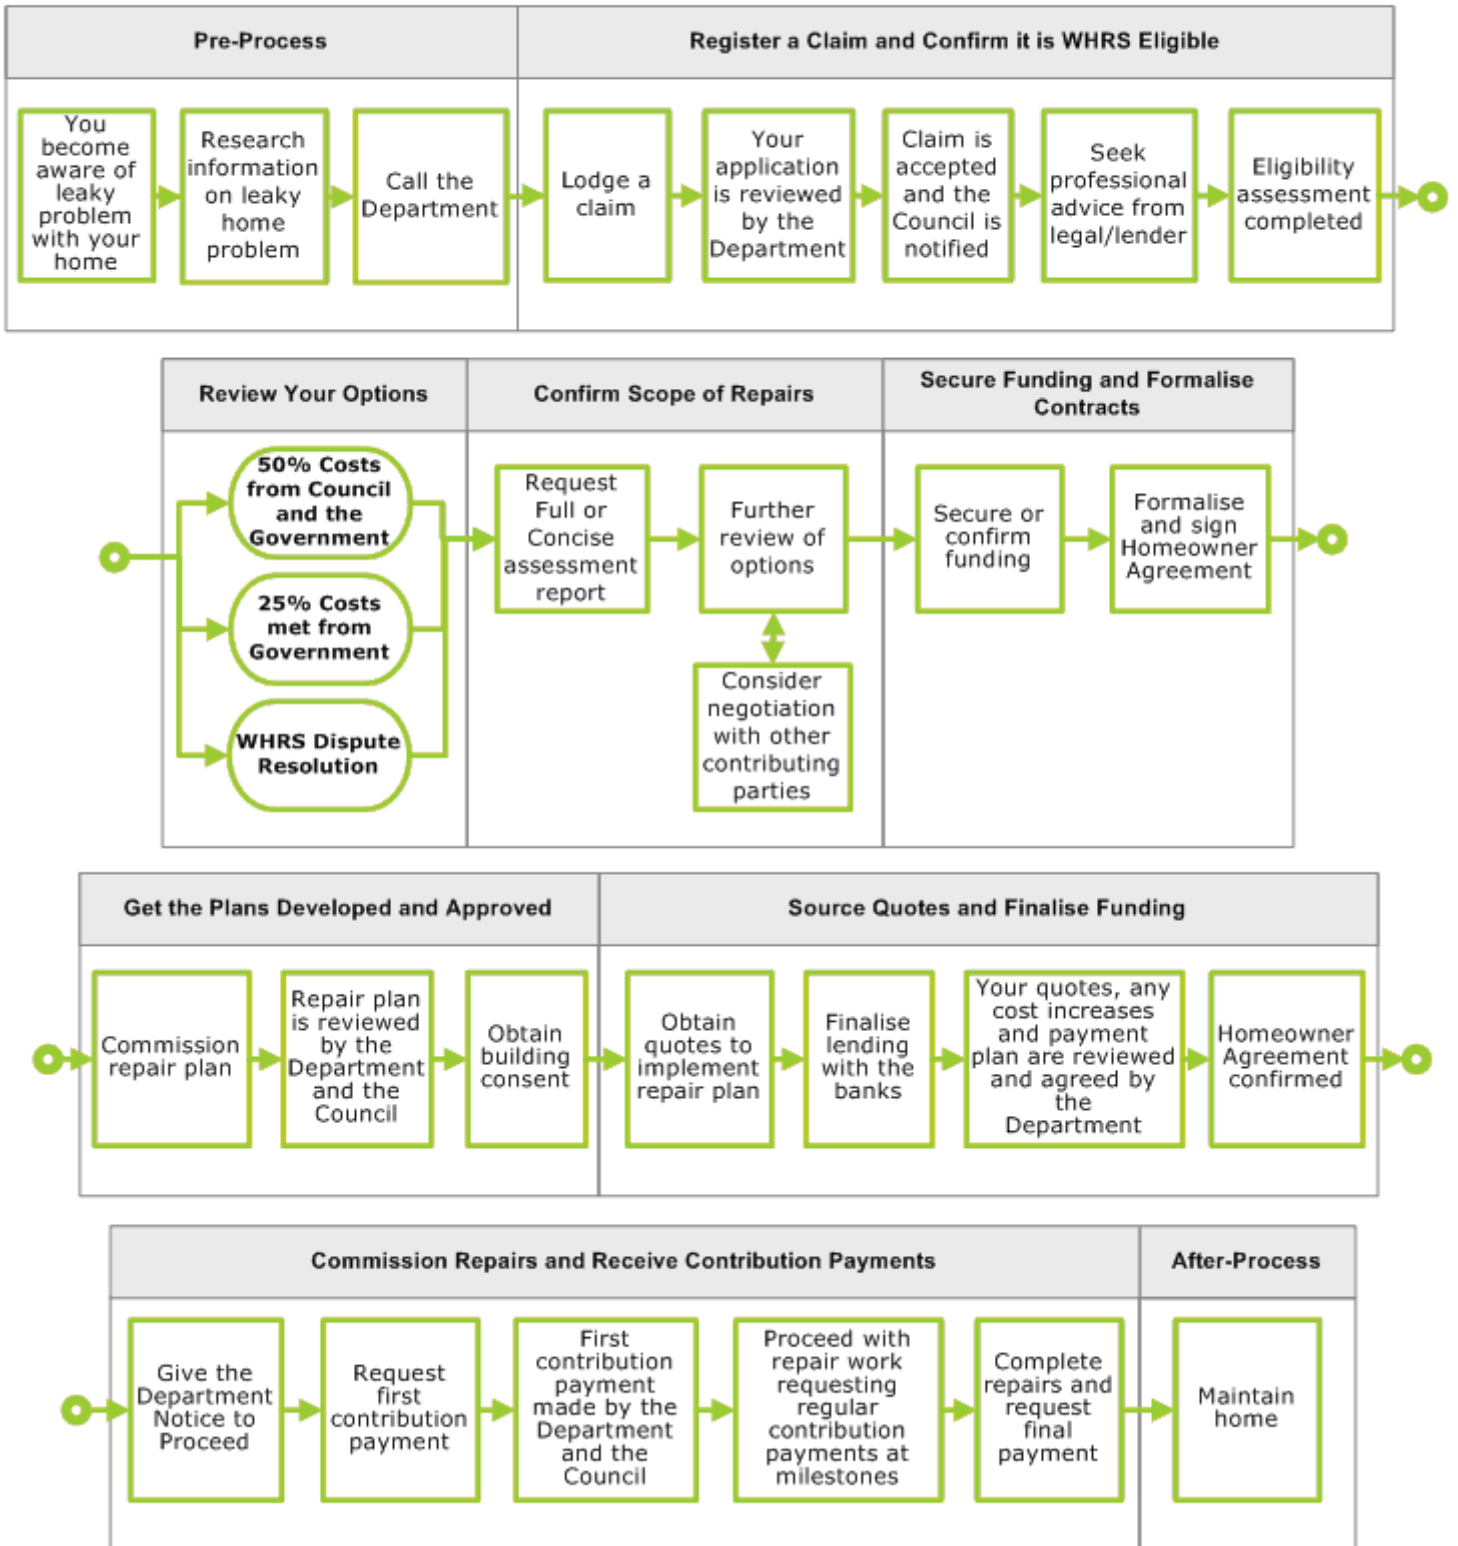 Pre-Process
Register a Claim and Confirm it is WHRS Eligible
You
become
aware of
leaky
problem
with your
home
Research
information
on leaky
home
problem
Call the
Department
Lodge a
claim
Your
application
is reviewed
by the
Department
Claim is
accepted
and the
Council is
notified
Seek
professional
advice from
legal/lender
Eligibility
assessment
completed
Review Your Options
Confirm Scope of Repairs
Secure Funding and Formalise
Contracts
50% Costs
from Council
and the
Government
25% Costs
met from
Government
WHRS Dispute
Resolution
Request
Full or
Concise
assessment
report
Further
review of
options
Consider
negotiation
with other
contributing
parties
Secure or
confirm
funding
Formalise
and sign
Homeowner
Agreement
Get the Plans Developed and Approved
Source Quotes and Finalise Funding
Commission
repair plan
Repair plan
is reviewed
by the
Department
and the
Council
Obtain
building
consent
Obtain
quotes to
implement
repair plan
Finalise
lending
with the
banks
Your quotes, any
cost increases
and payment
plan are reviewed
and agreed by
the
Department
Homeowner
Agreement
confirmed
Commission Repairs and Receive Contribution Payments
After-Process
Give the
Department
Notice to
Proceed
Request
first
contribution
payment
First
contribution
payment
made by the
Department
and the
Council
Proceed with
repair work
requesting
regular
contribution
payments at
milestones
Complete
repairs and
request
final
payment
Maintain
home